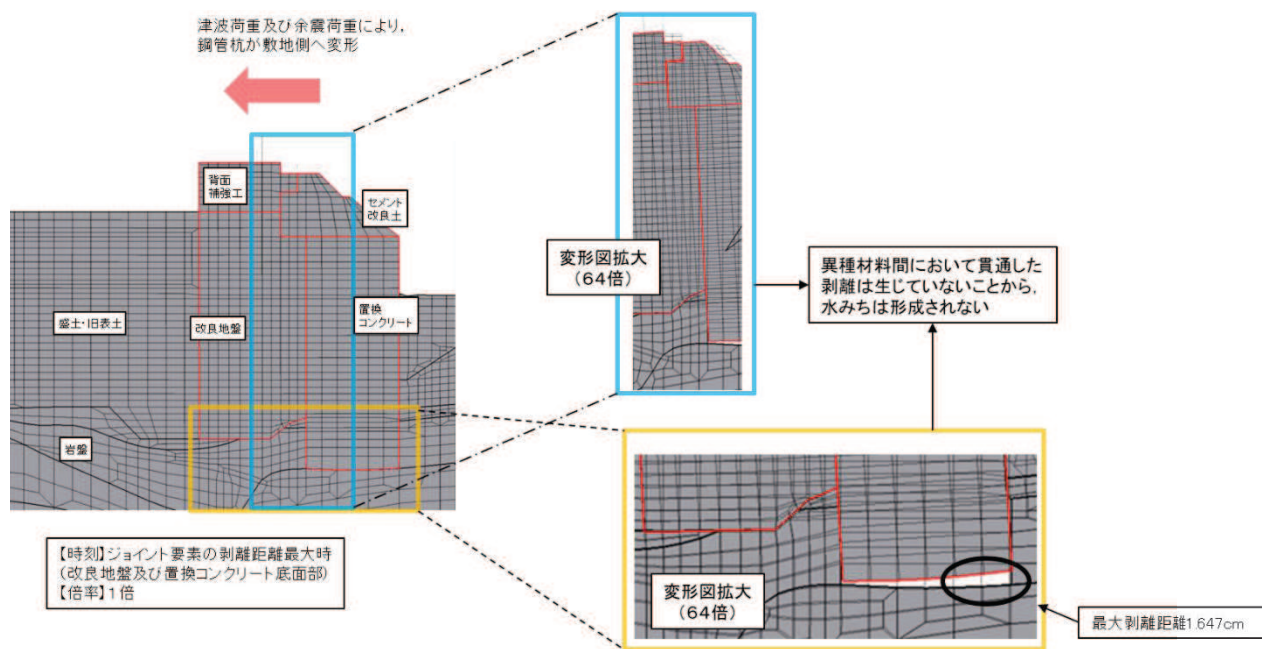 津波荷重及び余震荷重により,
鋼管杭が敷地側へ変形
背面
補強工
セメント
改良土
盛土・旧表土
改良地盤
置換
コンクリート
岩盤
【時刻】ジョイント要素の剥離距離最大時
(改良地盤及び置換コンクリート底面部)
【倍率】1倍
変形図拡大
(64倍)
異種材料間において貫通した
剥離は生じていないことから,
水みちは形成されない
変形図拡大
(64倍)
最大剥離距離1.647cm